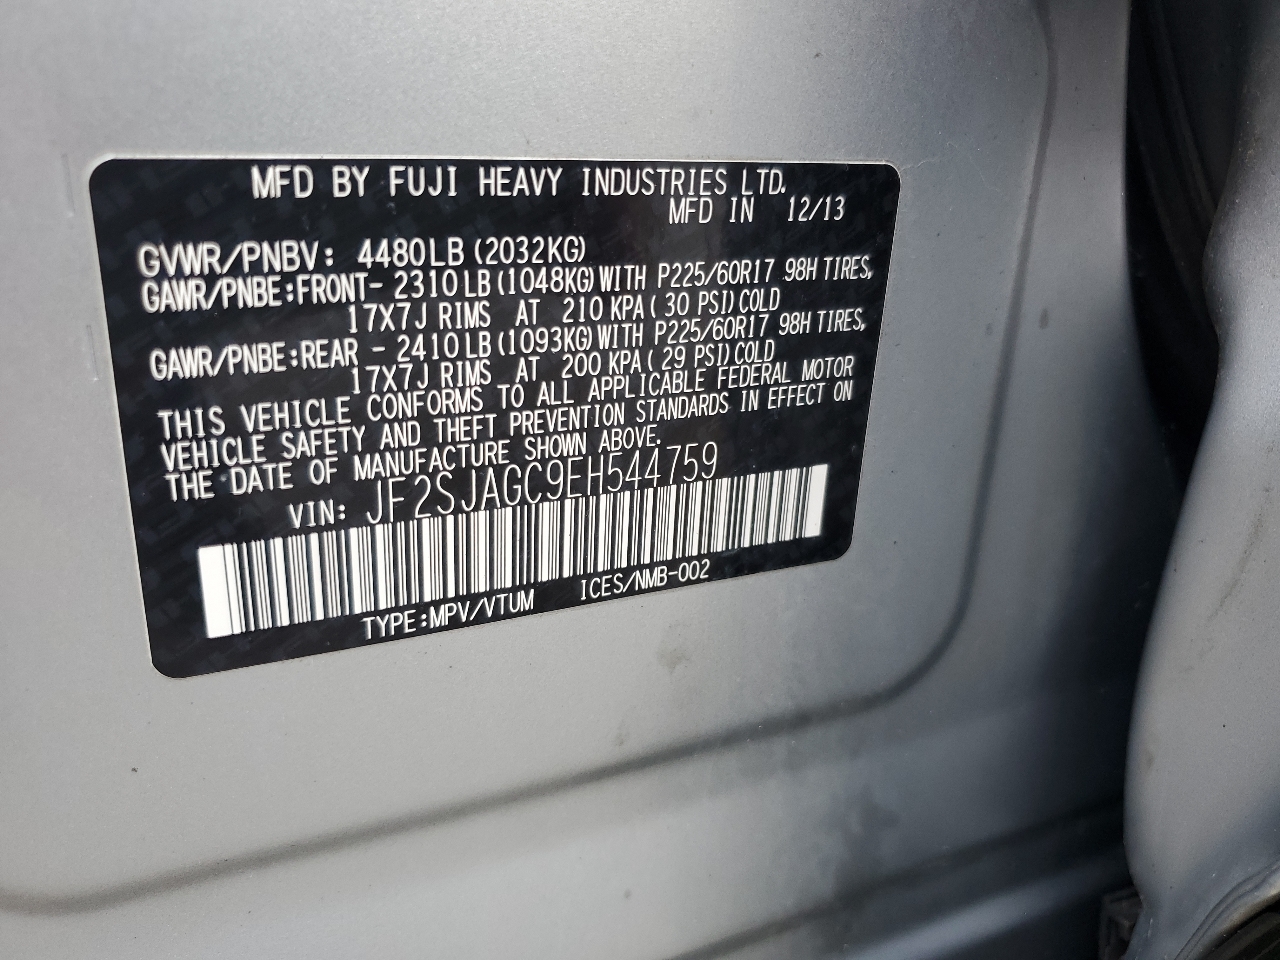 MFD BY FUJI HEAVY INDUSTRIES LTD.
MFD IN 12/13
GVWR/PNBV: 4480LB(2032KG)
GAWR/PNBE:FRONT- 2310LB(1048KG)WITH P225/60R17 98H TIRES,
17X7J RIMS AT 210 KPA( 30 PSI)COLD
GAWR/PNBE:REAR - 2410LB(1093KG)WITH P225/60R17 98H TIRES,
17X7J RIMS AT 200 KPA( 29 PSI)COLD
THIS VEHICLE CONFORMS TO ALL APPLICABLE FEDERAL MOTOR
VEHICLE SAFETY AND THEFT PREVENTION STANDARDS IN EFFECT ON
THE DATE OF MANUFACTURE SHOWN ABOVE.
VIN: JF2SJAGC9EH544759
TYPE:MPV/VTUM ICES/NMB-002